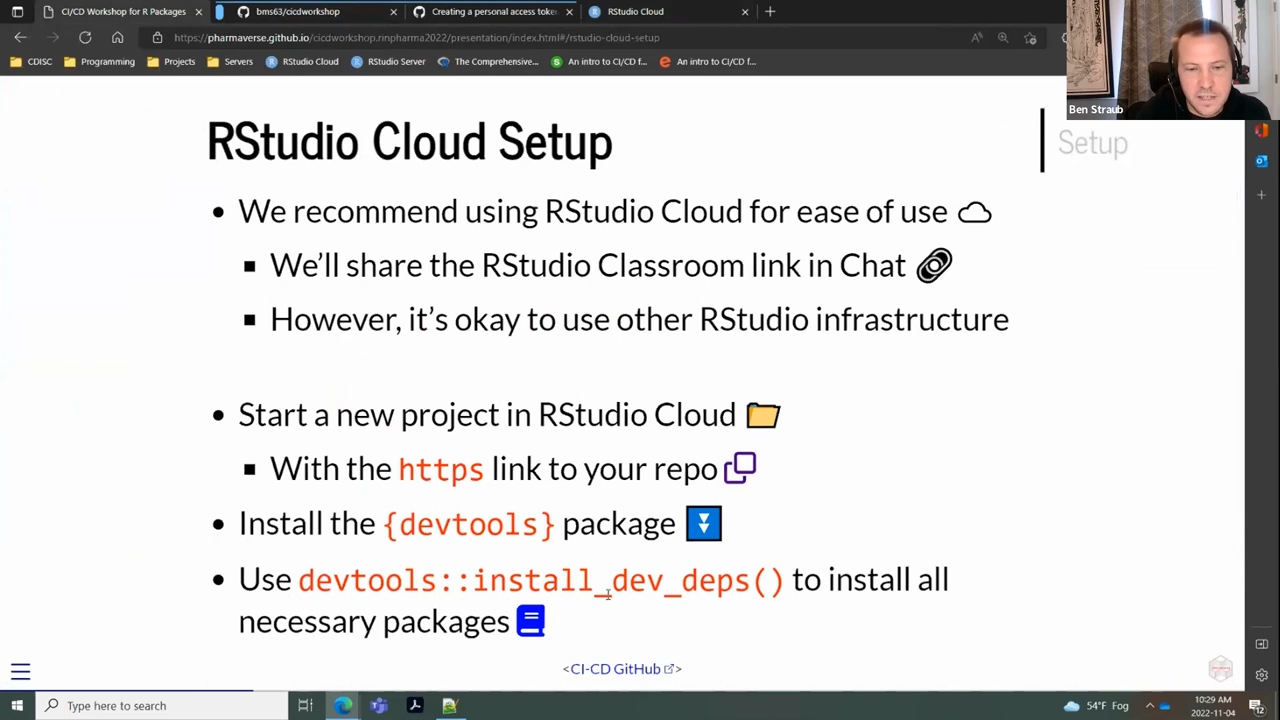 CI/CD Workshop for R Packages
bms63/cicdworkshop
Creating a personal access toke
RStudio Cloud
https://pharmaverse.github.io/cicdworkshop.rinpharma2022/presentation/index.html#/rstudio-cloud-setup
CDISC
Programming
Projects
Servers
RStudio Cloud
RStudio Server
The Comprehensive...
An intro to CI/CD f...
An intro to CI/CD f...
Ben Straub
RStudio Cloud Setup
Setup
• We recommend using RStudio Cloud for ease of use
▪ We'll share the RStudio Classroom link in Chat
▪ However, it's okay to use other RStudio infrastructure
• Start a new project in RStudio Cloud
▪ With the https link to your repo
• Install the {devtools} package
• Use devtools::install_dev_deps() to install all
necessary packages
<CI-CD GitHub>
Type here to search
54°F Fog
10:29 AM
2022-11-04
12